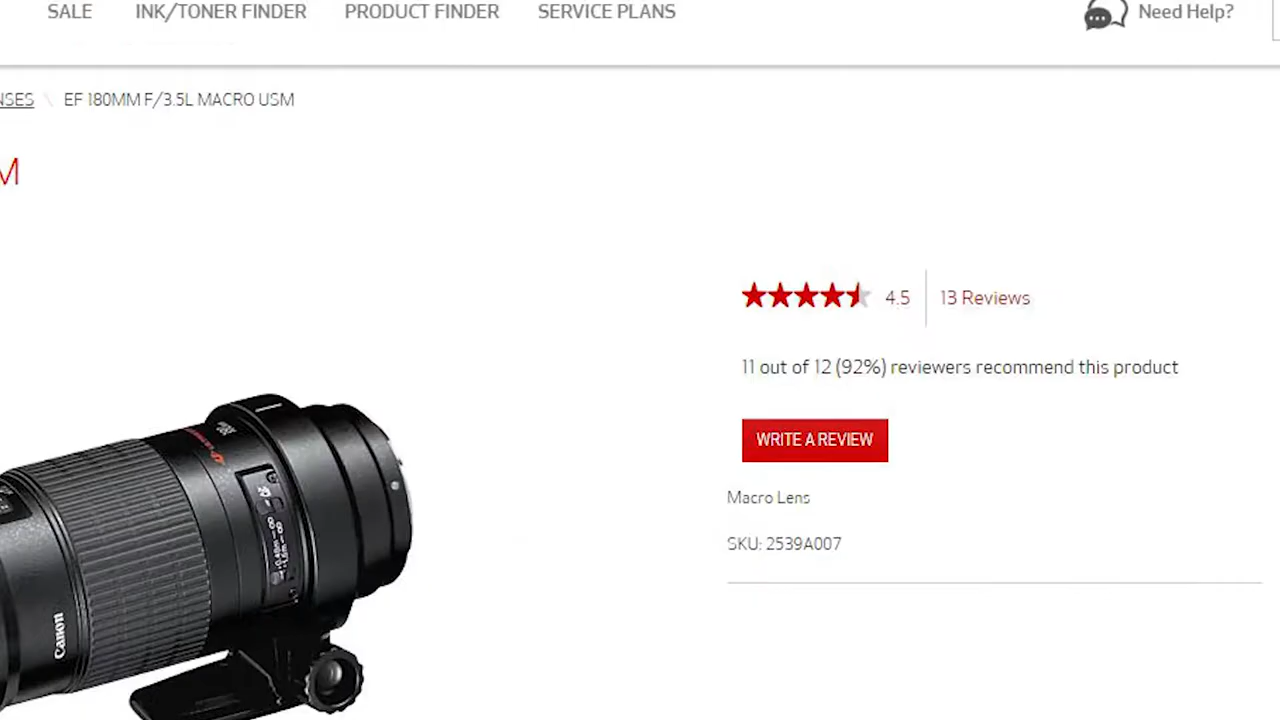 SALE INK/TONER FINDER PRODUCT FINDER SERVICE PLANS Need Help?
NSES \ EF 180MM F/3.5L MACRO USM
M
4.5 13 Reviews
11 out of 12 (92%) reviewers recommend this product
WRITE A REVIEW
Macro Lens
SKU: 2539A007
Canon